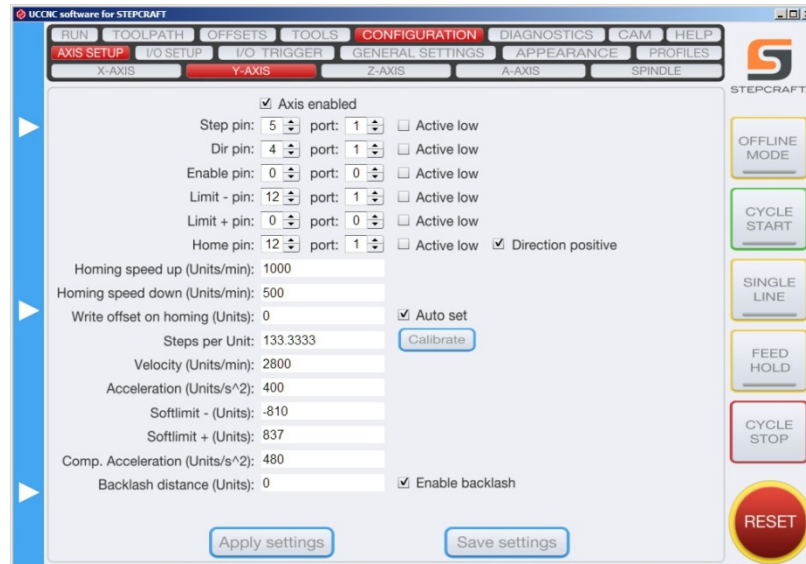 UCCNC software for STEPCRAFT
RUN TOOLPATH OFFSETS TOOLS CONFIGURATION DIAGNOSTICS CAM HELP
AXIS SETUP I/O SETUP I/O TRIGGER GENERAL SETTINGS APPEARANCE PROFILES
X-AXIS Y-AXIS Z-AXIS A-AXIS SPINDLE
STEPCRAFT
Axis enabled
Step pin: 5 port: 1 Active low
Dir pin: 4 port: 1 Active low
Enable pin: 0 port: 0 Active low
Limit - pin: 12 port: 1 Active low
Limit + pin: 0 port: 0 Active low
Home pin: 12 port: 1 Active low Direction positive
Homing speed up (Units/min): 1000
Homing speed down (Units/min): 500
Write offset on homing (Units): 0 Auto set
Steps per Unit: 133.3333 Calibrate
Velocity (Units/min): 2800
Acceleration (Units/s^2): 400
Softlimit - (Units): -810
Softlimit + (Units): 837
Comp. Acceleration (Units/s^2): 480
Backlash distance (Units): 0 Enable backlash
Apply settings Save settings
OFFLINE
MODE
CYCLE
START
SINGLE
LINE
FEED
HOLD
CYCLE
STOP
RESET